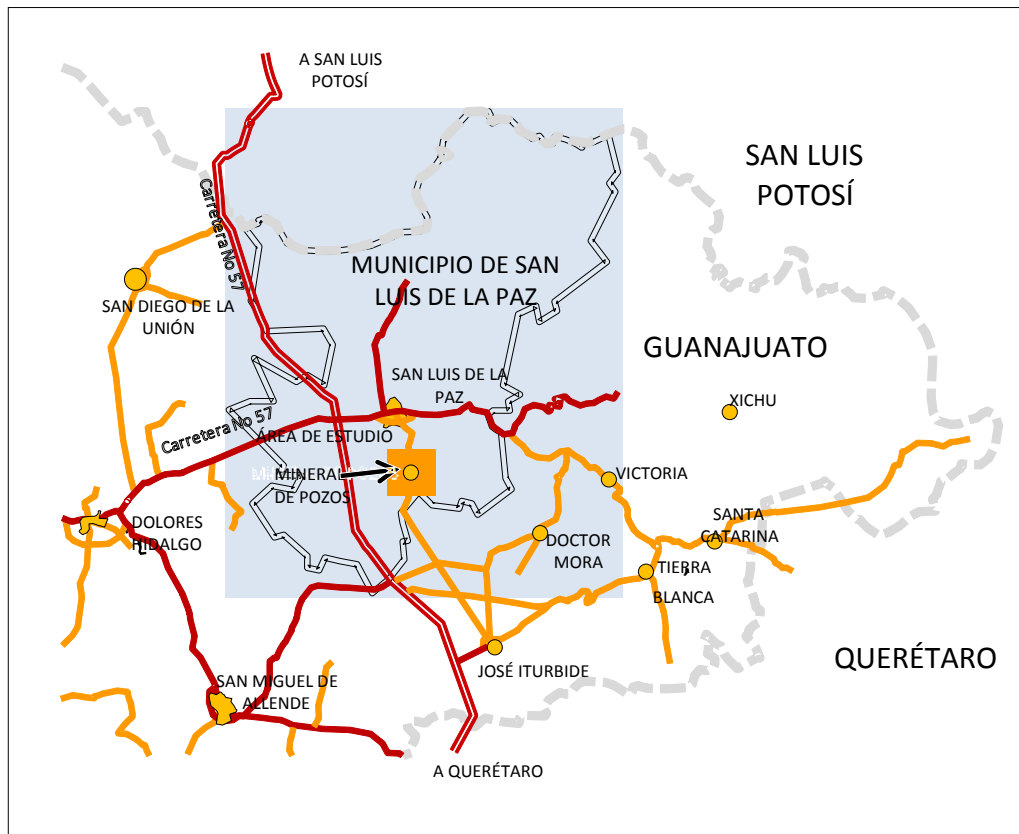 A SAN LUIS
POTOSÍ
SAN LUIS
POTOSÍ
Carretera No 57
MUNICIPIO DE SAN
LUIS DE LA PAZ
SAN DIEGO DE LA
UNIÓN
GUANAJUATO
SAN LUIS DE LA
PAZ
XICHU
Carretera No 57
ÁREA DE ESTUDIO
MINERAL
DE POZOS
VICTORIA
DOLORES
HIDALGO
SANTA
CATARINA
DOCTOR
MORA
TIERRA
BLANCA
JOSÉ ITURBIDE
QUERÉTARO
SAN MIGUEL DE
ALLENDE
A QUERÉTARO